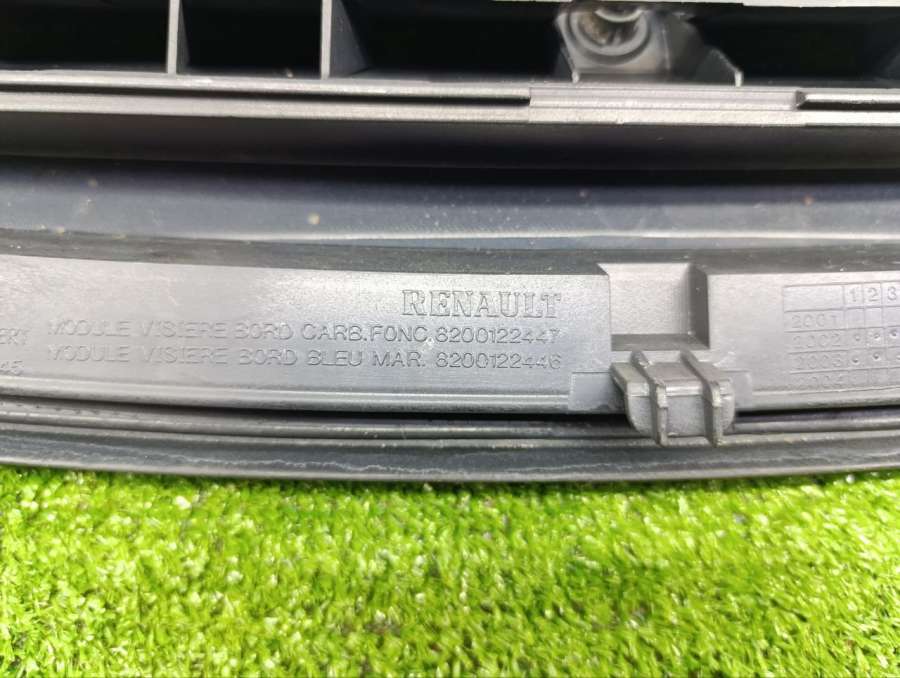 RENAULT
MODULE VISIERE BORD CARB.FONC.8200122447
MODULE VISIERE BORD BLEU MAR. 8200122446
1 2 3
2001
2002
2003
2004